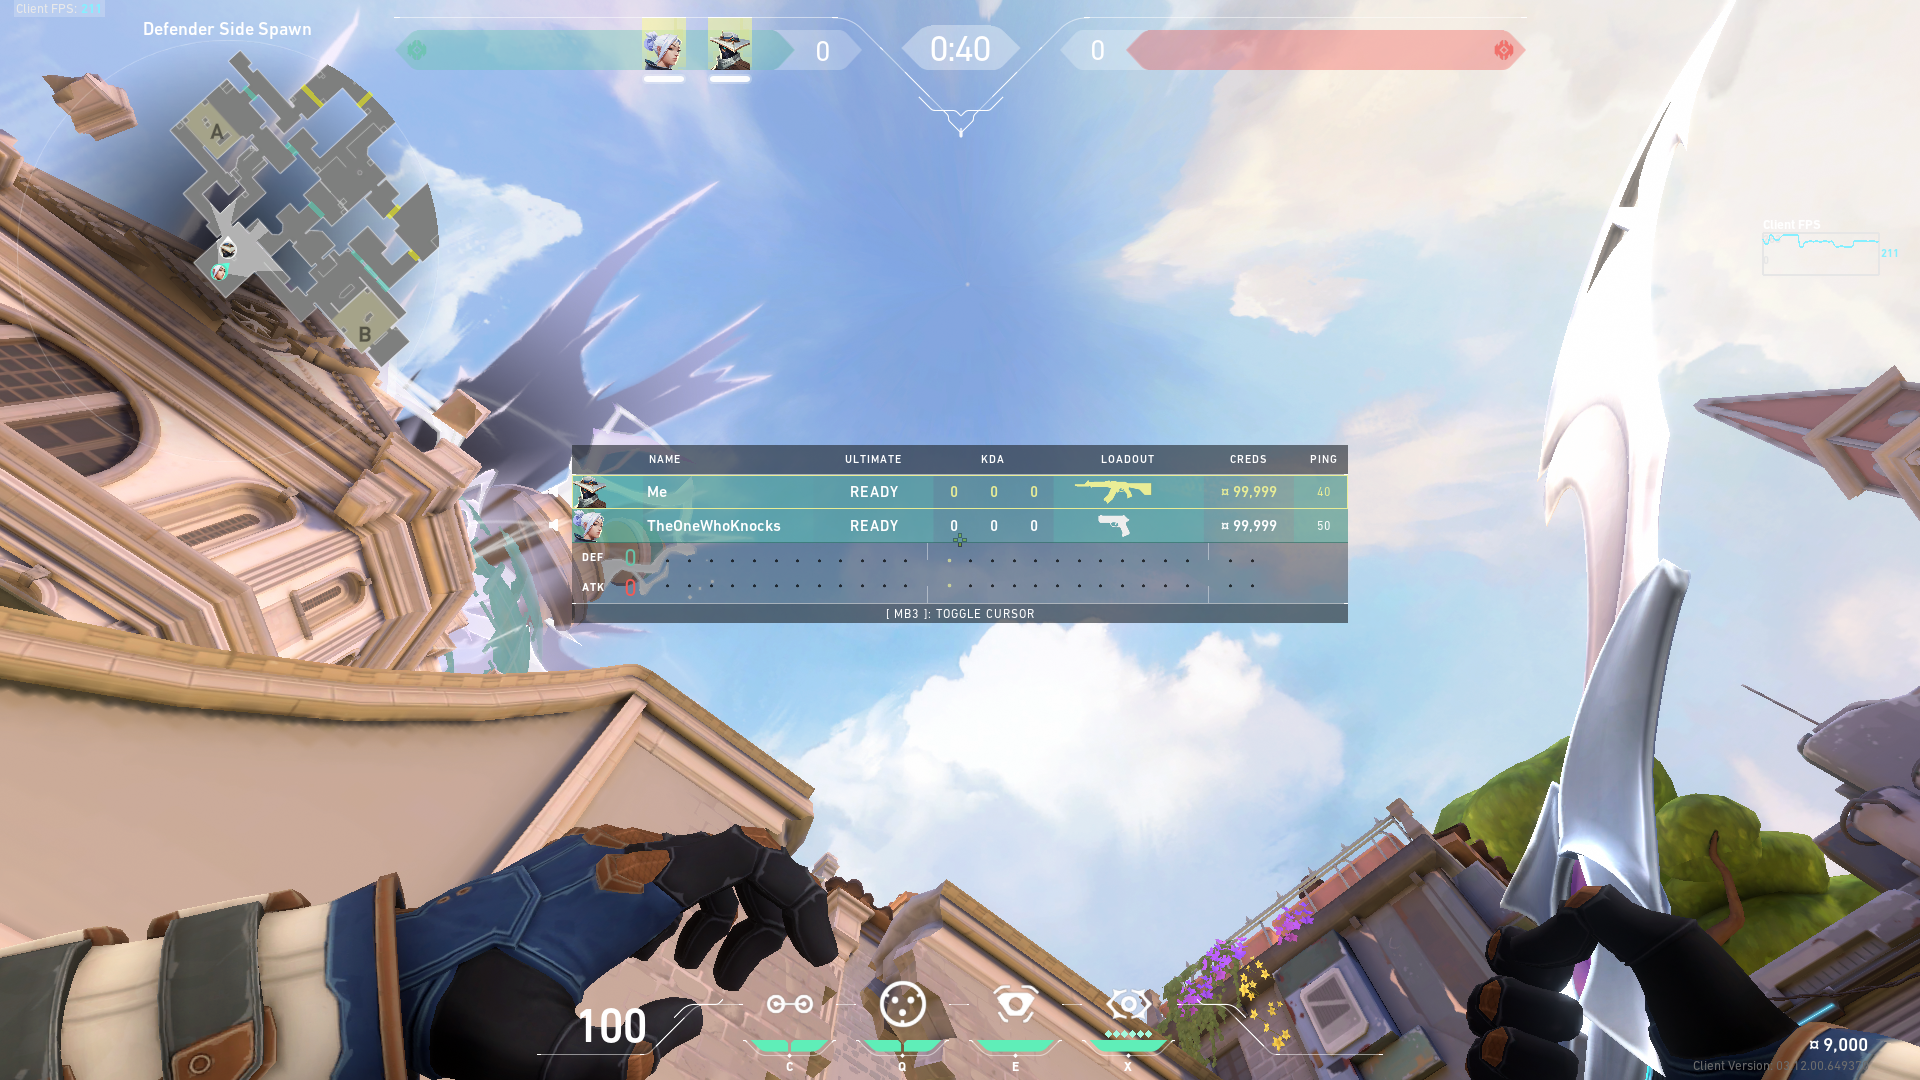 Client FPS: 211
Defender Side Spawn
0
0:40
0
A
B
Client FPS
0
211
NAME ULTIMATE KDA LOADOUT CREDS PING
Me READY 0 0 0 ¤ 99,999 40
TheOneWhoKnocks READY 0 0 0 ¤ 99,999 50
DEF 0
ATK 0
[ MB3 ]: TOGGLE CURSOR
100
C
Q
E
X
¤ 9,000
Client Version: